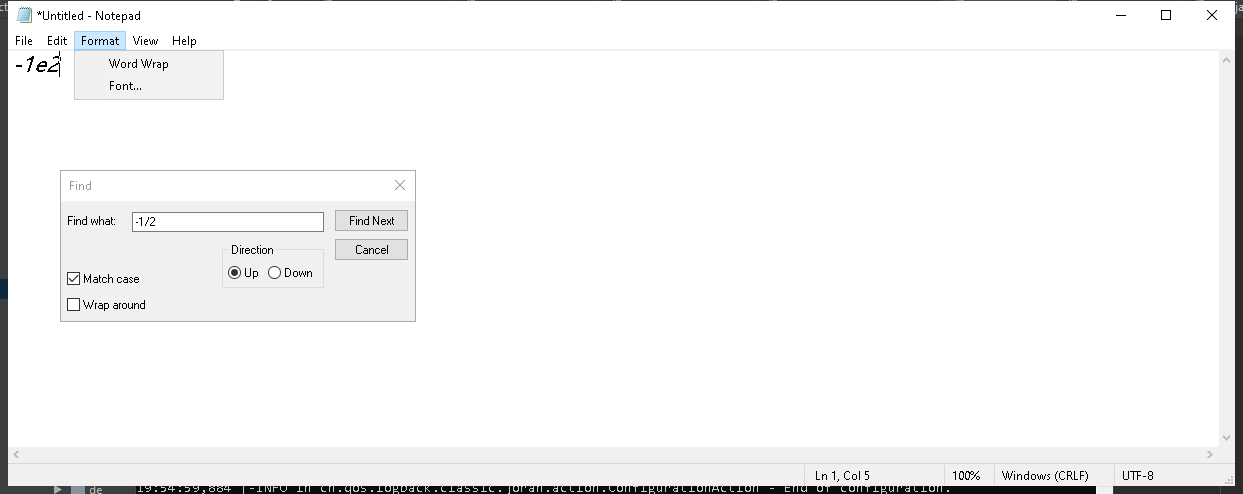 *Untitled - Notepad
File Edit Format View Help
-1e2
Word Wrap
Font...
Find
Find what: -1/2 Find Next
Direction Cancel
Up Down
Match case
Wrap around
Ln 1, Col 5 100% Windows (CRLF) UTF-8
de 19:54:59,884 |-INFO in ch.qos.logback.classic.joran.action.ConfigurationAction - End of configuration.